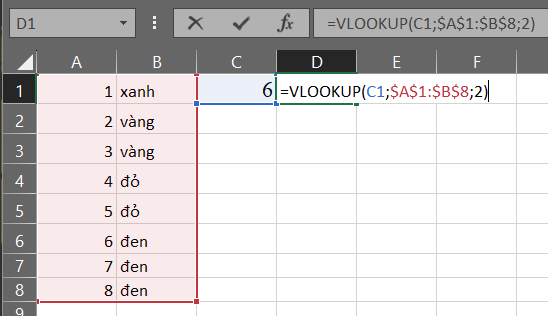 D1 =VLOOKUP(C1;$A$1:$B$8;2)
A B C D E F
1 1 xanh 6 =VLOOKUP(C1;$A$1:$B$8;2)
2 2 vàng
3 3 vàng
4 4 đỏ
5 5 đỏ
6 6 đen
7 7 đen
8 8 đen
9